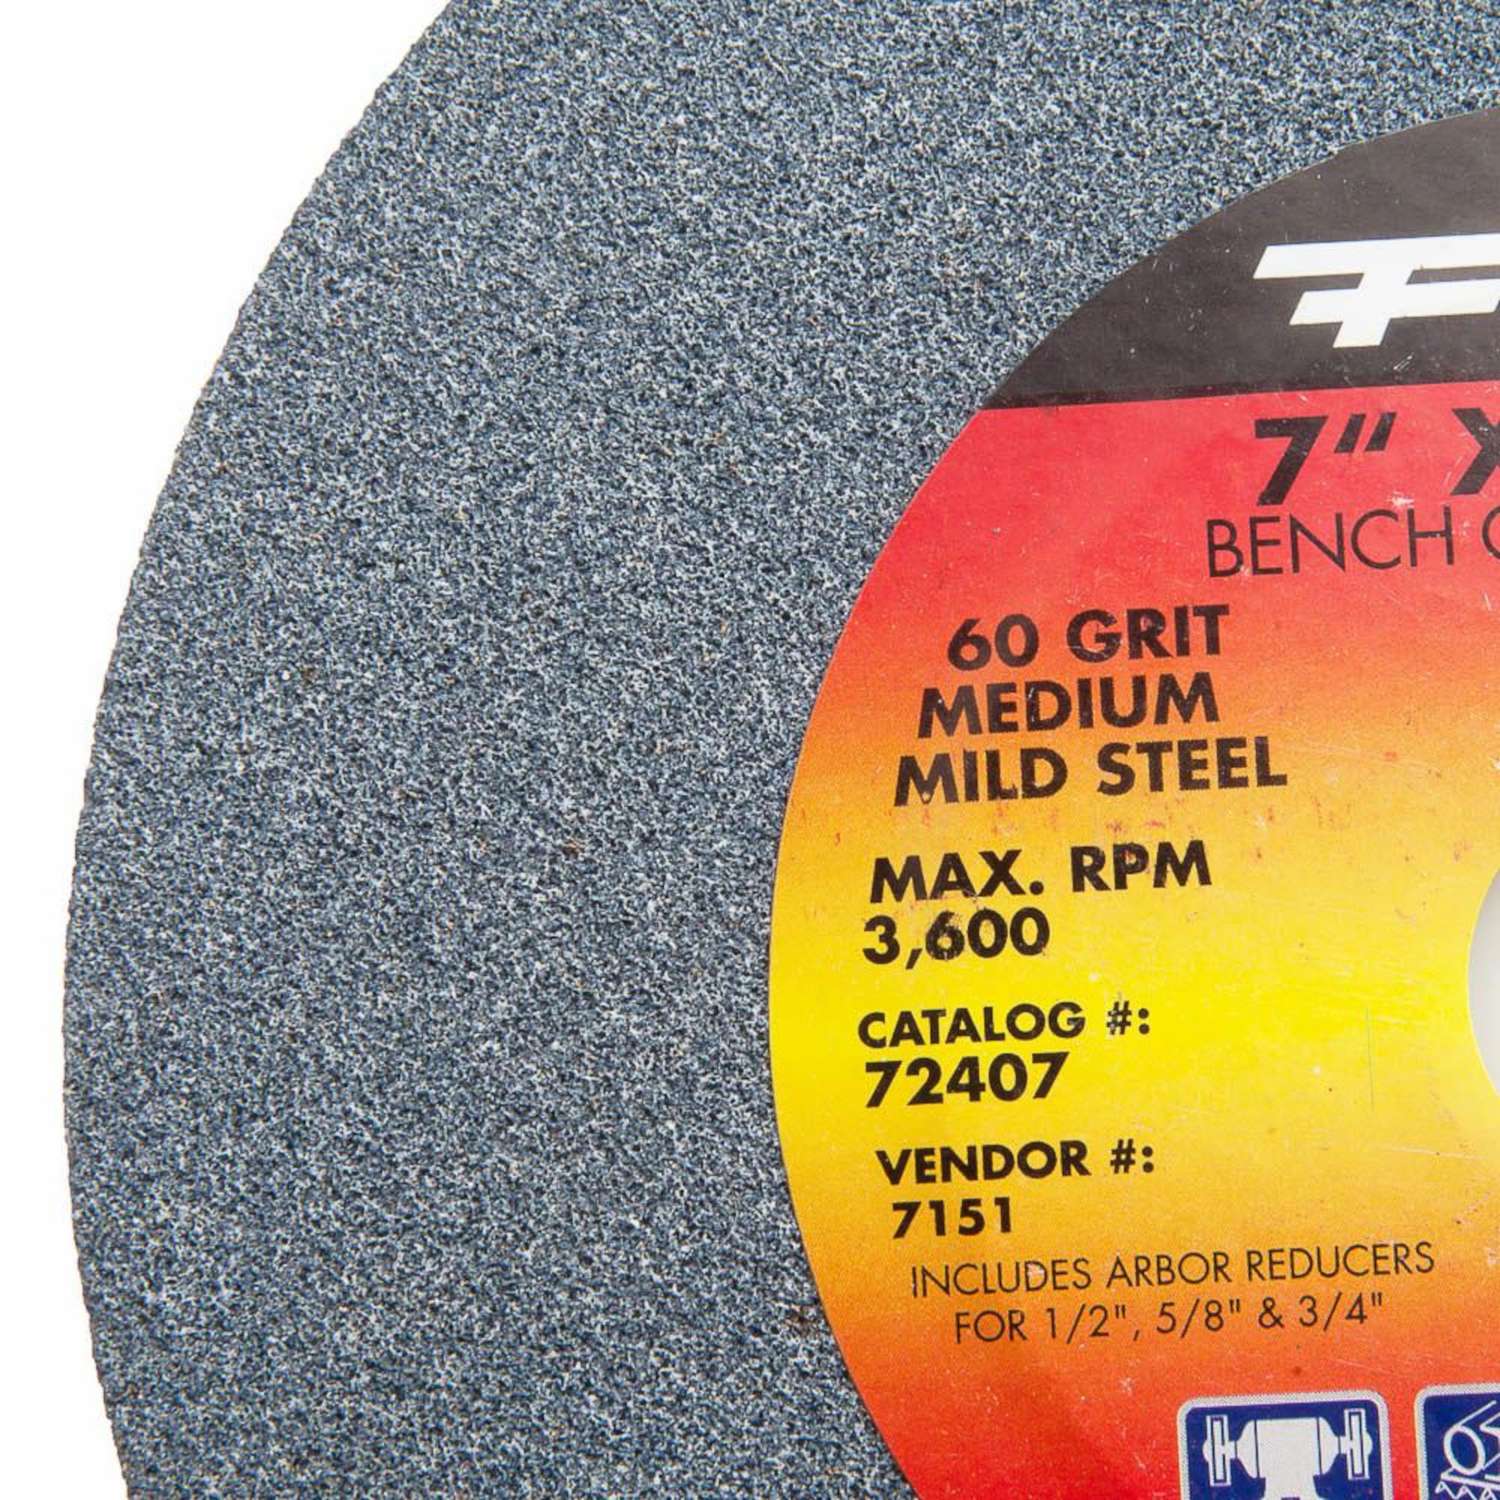 F
7" X
BENCH
60 GRIT
MEDIUM
MILD STEEL
MAX. RPM
3,600
CATALOG #:
72407
VENDOR #:
7151
INCLUDES ARBOR REDUCERS
FOR 1/2", 5/8" & 3/4"